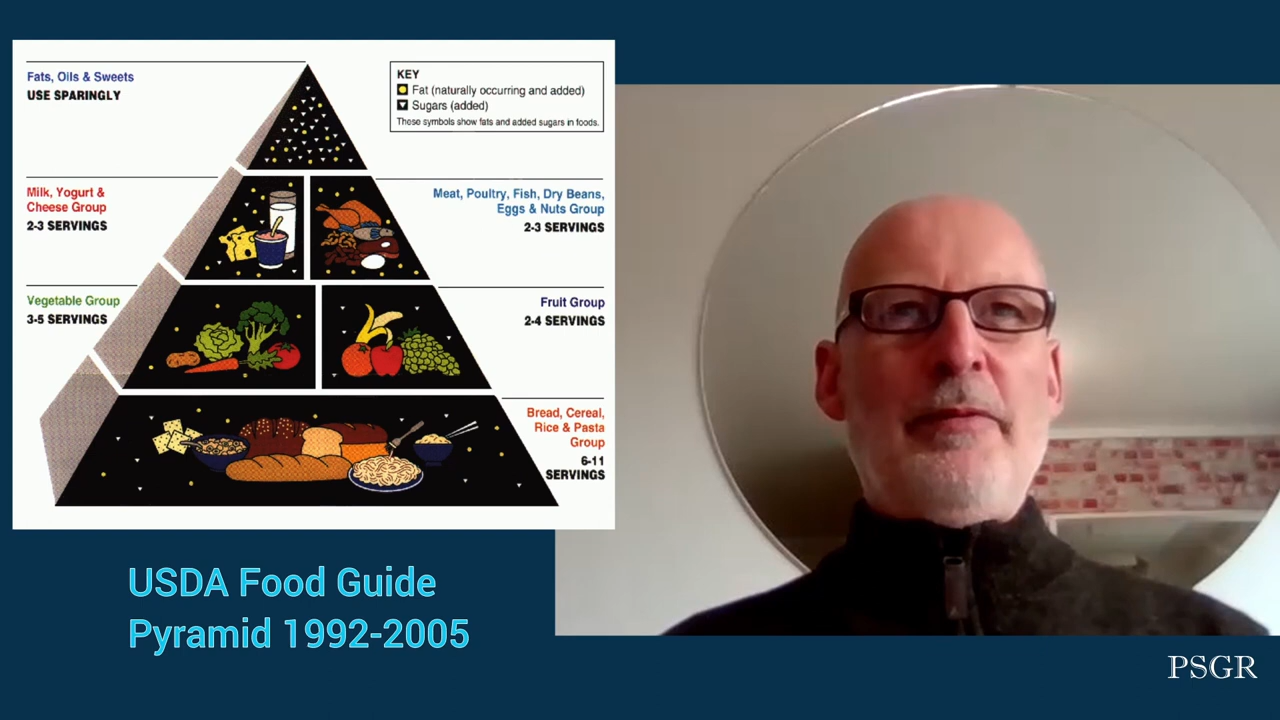 Fats, Oils & Sweets
USE SPARINGLY
KEY
Fat (naturally occurring and added)
Sugars (added)
These symbols show fats and added sugars in foods.
Milk, Yogurt &
Cheese Group
2-3 SERVINGS
Meat, Poultry, Fish, Dry Beans,
Eggs & Nuts Group
2-3 SERVINGS
Vegetable Group
3-5 SERVINGS
Fruit Group
2-4 SERVINGS
Bread, Cereal,
Rice & Pasta
Group
6-11
SERVINGS
USDA Food Guide
Pyramid 1992-2005
PSGR